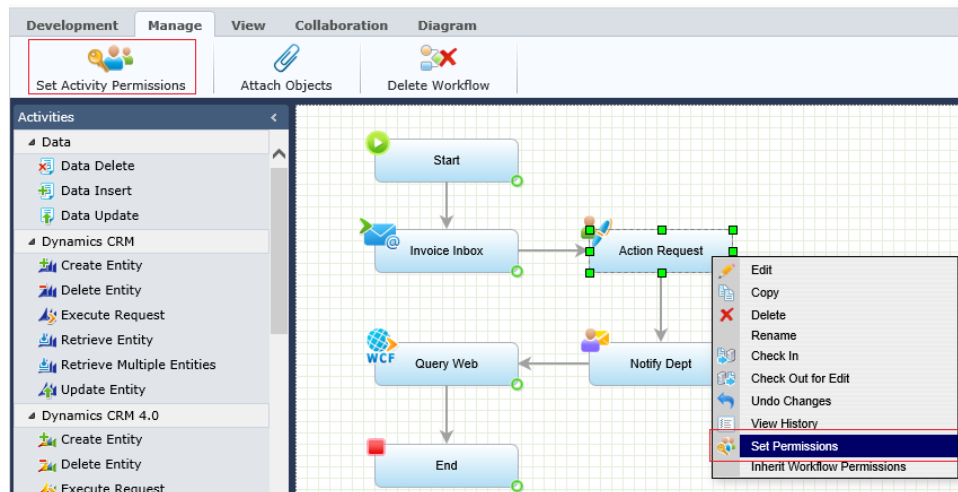 Development Manage View Collaboration Diagram
Set Activity Permissions Attach Objects Delete Workflow
Activities
Data
Data Delete
Data Insert
Data Update
Dynamics CRM
Create Entity
Delete Entity
Execute Request
Retrieve Entity
Retrieve Multiple Entities
Update Entity
Dynamics CRM 4.0
Create Entity
Delete Entity
Execute Request
Start
Invoice Inbox
Action Request
WCF
Query Web
Notify Dept
End
Edit
Copy
Delete
Rename
Check In
Check Out for Edit
Undo Changes
View History
Set Permissions
Inherit Workflow Permissions